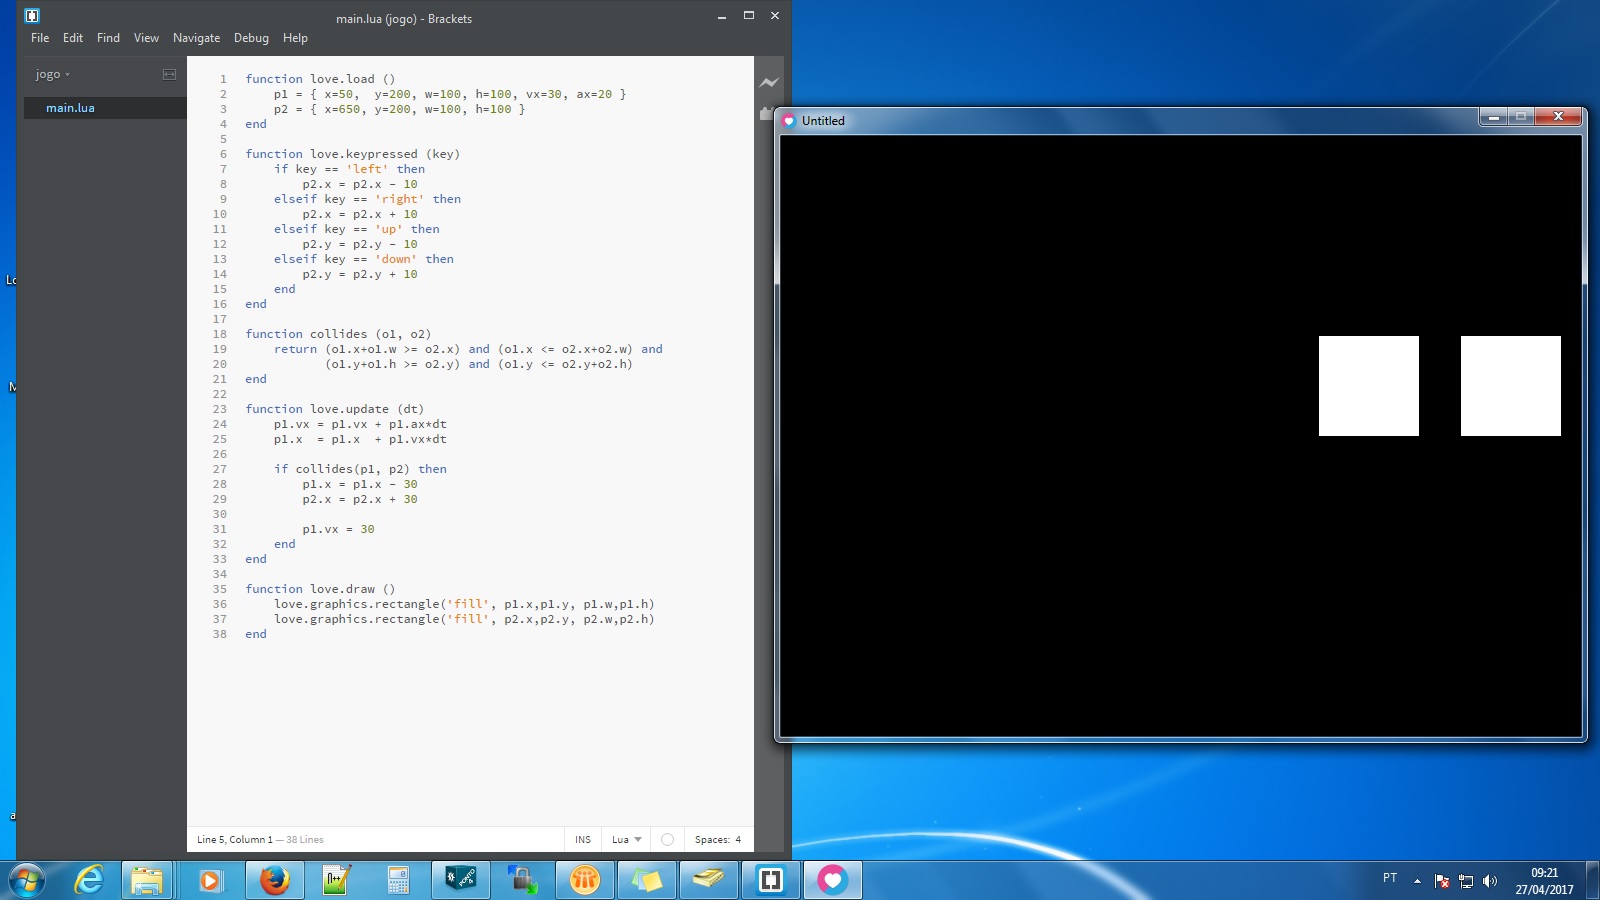 main.lua (jogo) - Brackets
File Edit Find View Navigate Debug Help
jogo
main.lua
1 function love.load ()
2     p1 = { x=50,  y=200, w=100, h=100, vx=30, ax=20 }
3     p2 = { x=650, y=200, w=100, h=100 }
4 end
5
6 function love.keypressed (key)
7     if key == 'left' then
8         p2.x = p2.x - 10
9     elseif key == 'right' then
10         p2.x = p2.x + 10
11     elseif key == 'up' then
12         p2.y = p2.y - 10
13     elseif key == 'down' then
14         p2.y = p2.y + 10
15     end
16 end
17
18 function collides (o1, o2)
19     return (o1.x+o1.w >= o2.x) and (o1.x <= o2.x+o2.w) and
20            (o1.y+o1.h >= o2.y) and (o1.y <= o2.y+o2.h)
21 end
22
23 function love.update (dt)
24     p1.vx = p1.vx + p1.ax*dt
25     p1.x  = p1.x  + p1.vx*dt
26
27     if collides(p1, p2) then
28         p1.x = p1.x - 30
29         p2.x = p2.x + 30
30
31         p1.vx = 30
32     end
33 end
34
35 function love.draw ()
36     love.graphics.rectangle('fill', p1.x,p1.y, p1.w,p1.h)
37     love.graphics.rectangle('fill', p2.x,p2.y, p2.w,p2.h)
38 end
Line 5, Column 1 — 38 Lines
INS Lua Spaces: 4
Untitled
PT
09:21
27/04/2017